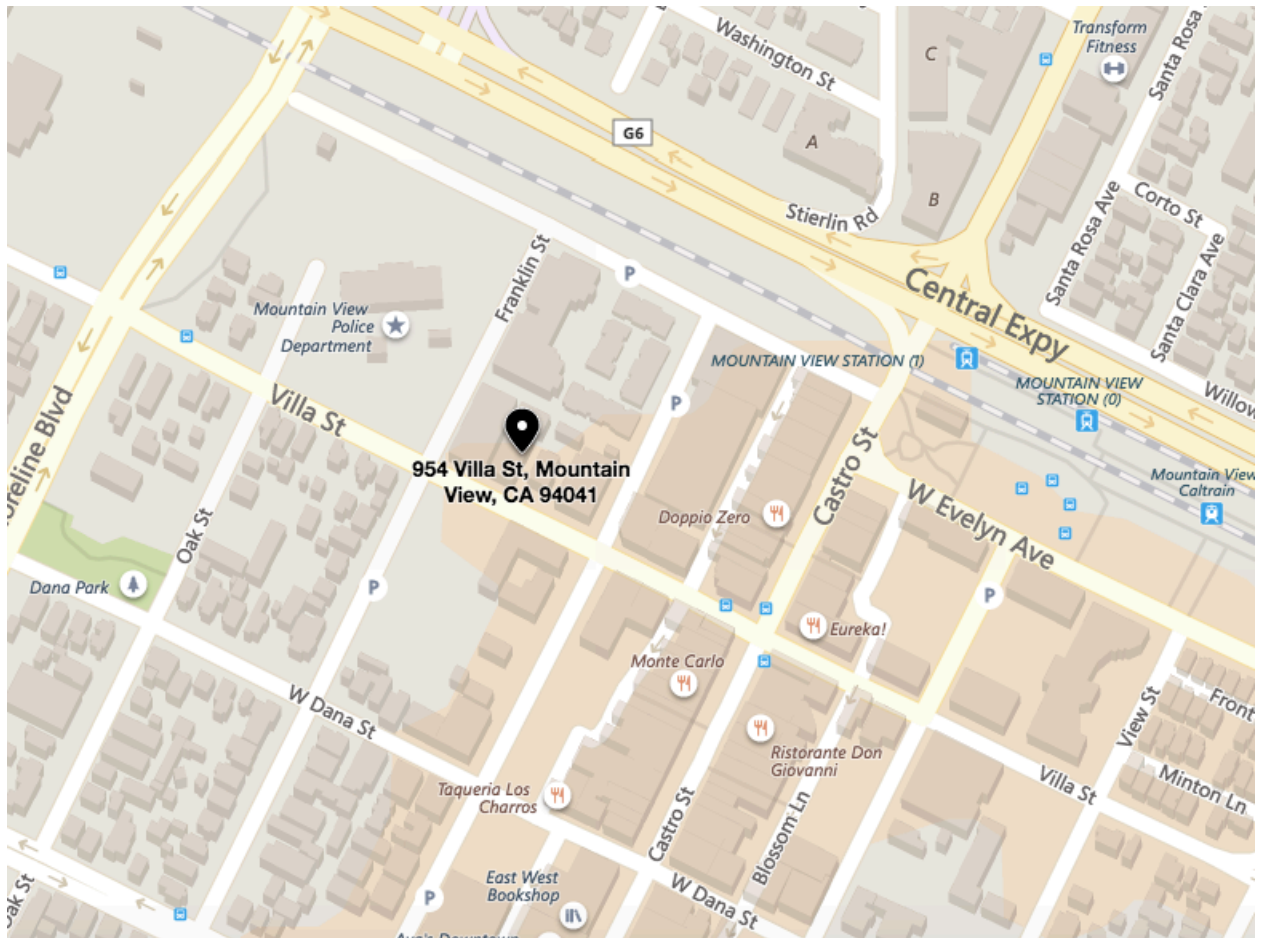 Washington St
C
Transform
Fitness
Santa Rosa
G6
A
B
Stierlin Rd
Corto St
Santa Rosa Ave
Santa Clara Ave
Franklin St
P
Central Expy
Mountain View
Police
Department
MOUNTAIN VIEW STATION (1)
MOUNTAIN VIEW
STATION (0)
Willow
Villa St
P
oreline Blvd
954 Villa St, Mountain
View, CA 94041
Castro St
Mountain View
Caltrain
W Evelyn Ave
Doppio Zero
Oak St
Dana Park
P
P
Eureka!
Monte Carlo
W Dana St
View St
Front
Ristorante Don
Giovanni
Villa St
Minton Ln
Taqueria Los
Charros
Castro St
Blossom Ln
East West
Bookshop
P
W Dana St
Oak St